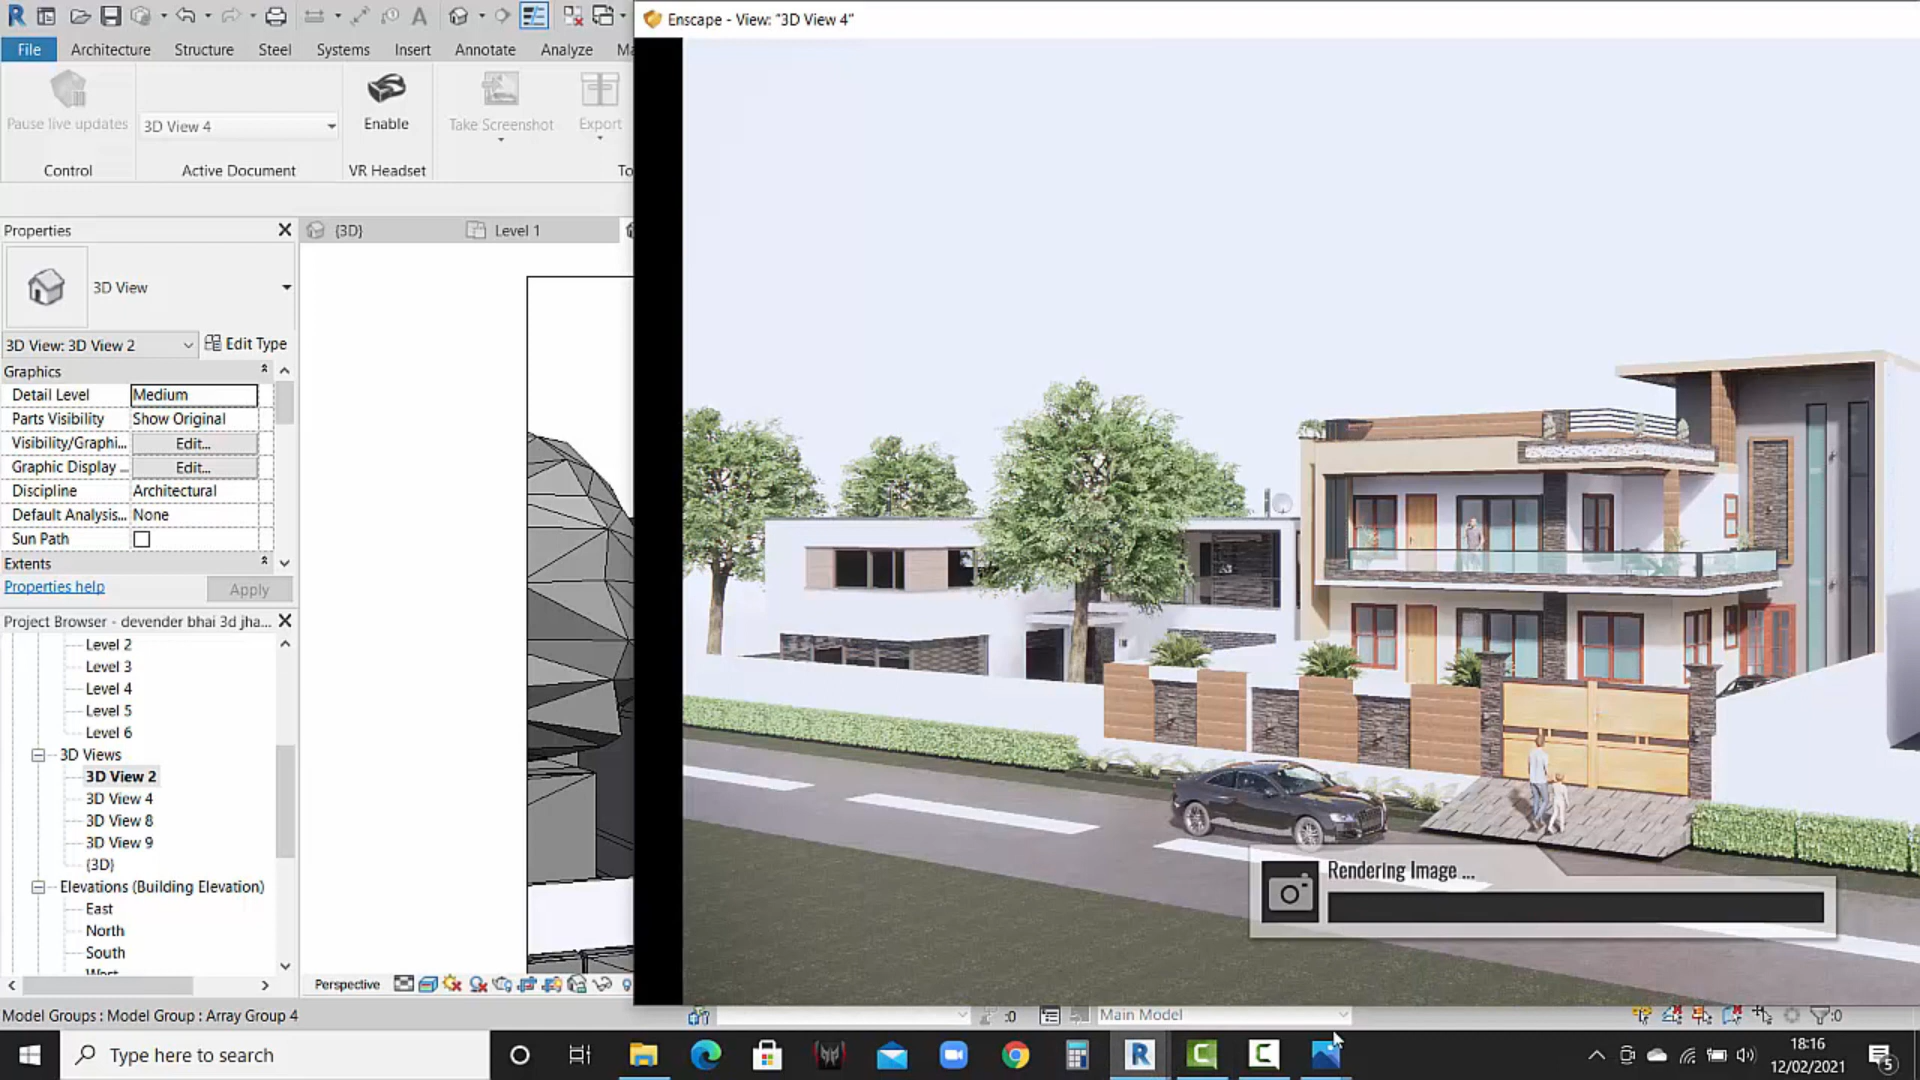 Enscape - View: "3D View 4"
File Architecture Structure Steel Systems Insert Annotate Analyze
Pause live updates
3D View 4
Enable
Take Screenshot
Export
Control
Active Document
VR Headset
Properties
{3D}
Level 1
3D View
3D View: 3D View 2
Edit Type
Graphics
Detail Level Medium
Parts Visibility Show Original
Visibility/Graphi... Edit...
Graphic Display ... Edit...
Discipline Architectural
Default Analysis... None
Sun Path
Extents
Properties help
Apply
Project Browser - devender bhai 3d jha...
Level 2
Level 3
Level 4
Level 5
Level 6
3D Views
3D View 2
3D View 4
3D View 8
3D View 9
{3D}
Elevations (Building Elevation)
East
North
South
West
Rendering Image ...
Perspective
Model Groups : Model Group : Array Group 4
:0
Main Model
:0
Type here to search
18:16
12/02/2021
5